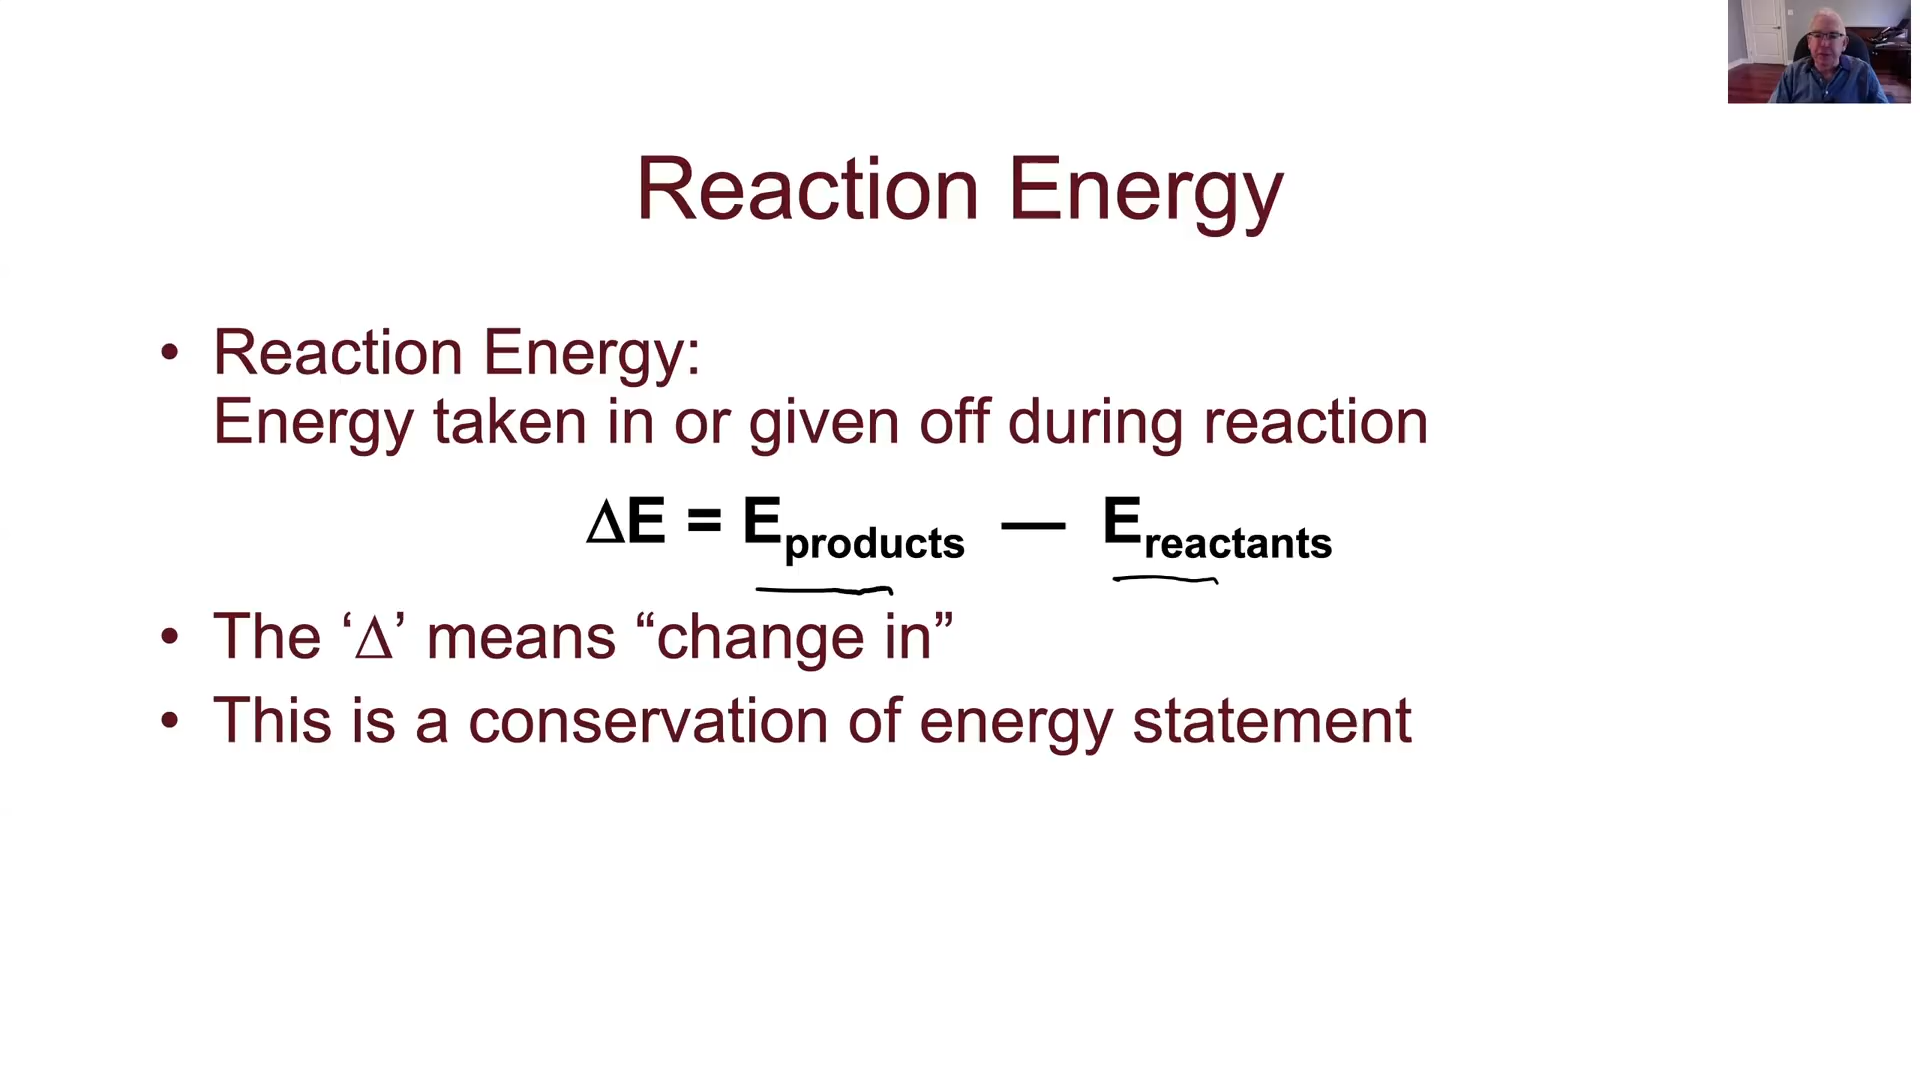 Reaction Energy
• Reaction Energy:
Energy taken in or given off during reaction
ΔE = Eproducts — Ereactants
• The ‘Δ’ means “change in”
• This is a conservation of energy statement